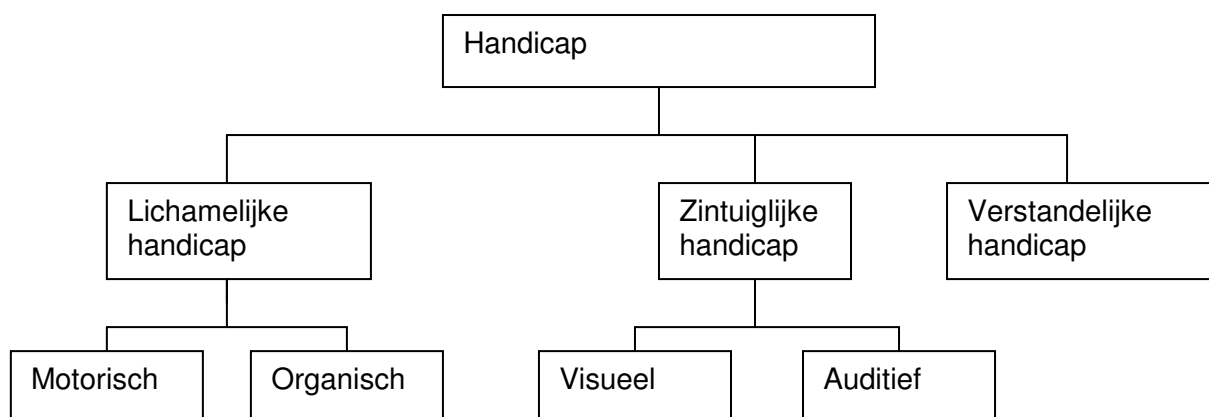 Handicap
Lichamelijke
handicap
Zintuiglijke
handicap
Verstandelijke
handicap
Motorisch
Organisch
Visueel
Auditief